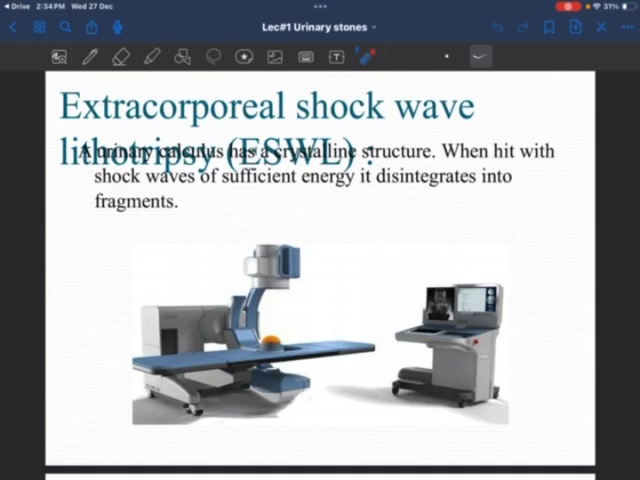 Drive 2:34 PM Wed 27 Dec
31%
Lec#1 Urinary stones
Extracorporeal shock wave
lithotripsy (ESWL) :
A urinary calculus has a crystalline structure. When hit with
shock waves of sufficient energy it disintegrates into
fragments.